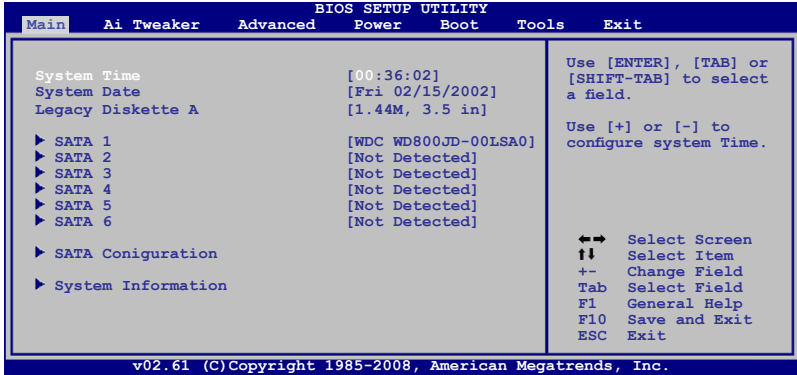 BIOS SETUP UTILITY
Main Ai Tweaker Advanced Power Boot Tools Exit
System Time [00:36:02]
System Date [Fri 02/15/2002]
Legacy Diskette A [1.44M, 3.5 in]
SATA 1 [WDC WD800JD-00LSA0]
SATA 2 [Not Detected]
SATA 3 [Not Detected]
SATA 4 [Not Detected]
SATA 5 [Not Detected]
SATA 6 [Not Detected]
SATA Coniguration
System Information
Use [ENTER], [TAB] or
[SHIFT-TAB] to select
a field.
Use [+] or [-] to
configure system Time.
Select Screen
Select Item
+- Change Field
Tab Select Field
F1 General Help
F10 Save and Exit
ESC Exit
v02.61 (C)Copyright 1985-2008, American Megatrends, Inc.